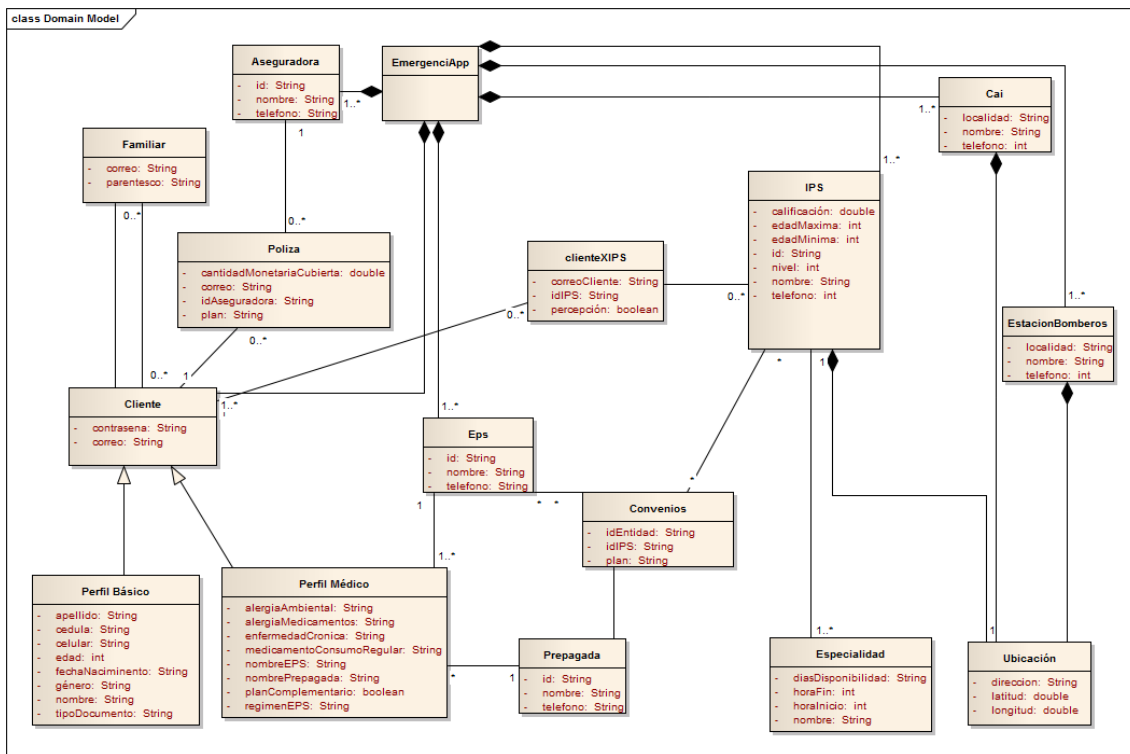 class Domain Model
Aseguradora
- id: String
- nombre: String
- telefono: String
1..*
1
EmergenciApp
Cai
- localidad: String
- nombre: String
- telefono: int
1..*
Familiar
- correo: String
- parentesco: String
0..*
1..*
IPS
- calificación: double
- edadMaxima: int
- edadMinima: int
- id: String
- nivel: int
- nombre: String
- telefono: int
0..*
Poliza
- cantidadMonetariaCubierta: double
- correo: String
- idAseguradora: String
- plan: String
0..*
clienteXIPS
- correoCliente: String
- idIPS: String
- percepción: boolean
0..*
0..*
1..*
EstacionBomberos
- localidad: String
- nombre: String
- telefono: int
0..*
1
*
1
Cliente
- contrasena: String
- correo: String
1..*
1..*
Eps
- id: String
- nombre: String
- telefono: String
1
* *
*
Convenios
- idEntidad: String
- idIPS: String
- plan: String
1..*
Perfil Básico
- apellido: String
- cedula: String
- celular: String
- edad: int
- fechaNacimiento: String
- género: String
- nombre: String
- tipoDocumento: String
Perfil Médico
- alergiaAmbiental: String
- alergiaMedicamentos: String
- enfermedadCronica: String
- medicamentoConsumoRegular: String
- nombreEPS: String
- nombrePrepagada: String
- planComplementario: boolean
- regimenEPS: String
*
1
Prepagada
- id: String
- nombre: String
- telefono: String
1..*
Especialidad
- diasDisponibilidad: String
- horaFin: int
- horaInicio: int
- nombre: String
1
Ubicación
- direccion: String
- latitud: double
- longitud: double